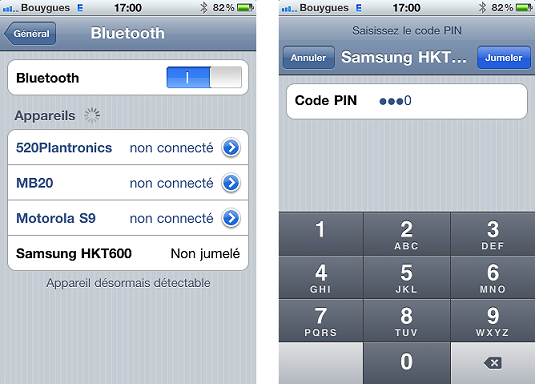 Bouygues E 17:00 82%
Général Bluetooth
Bluetooth
Appareils
520Plantronics non connecté
MB20 non connecté
Motorola S9 non connecté
Samsung HKT600 Non jumelé
Appareil désormais détectable
Bouygues E 17:00 82%
Saisissez le code PIN
Annuler Samsung HKT... Jumeler
Code PIN ●●●0
1 2 3
ABC DEF
4 5 6
GHI JKL MNO
7 8 9
PQRS TUV WXYZ
0